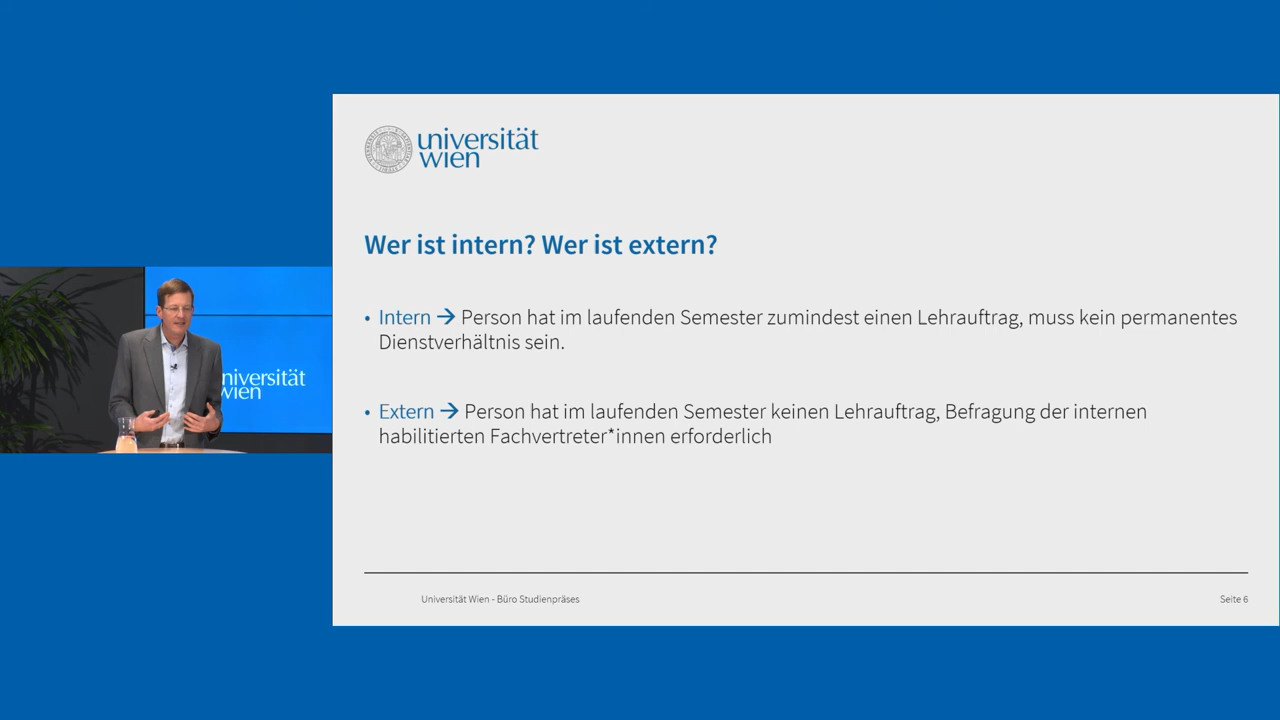 universität
wien
Wer ist intern? Wer ist extern?
• Intern → Person hat im laufenden Semester zumindest einen Lehrauftrag, muss kein permanentes
Dienstverhältnis sein.
• Extern → Person hat im laufenden Semester keinen Lehrauftrag, Befragung der internen
habilitierten Fachvertreter*innen erforderlich
niversität
wien
Universität Wien - Büro Studienpräses
Seite 6